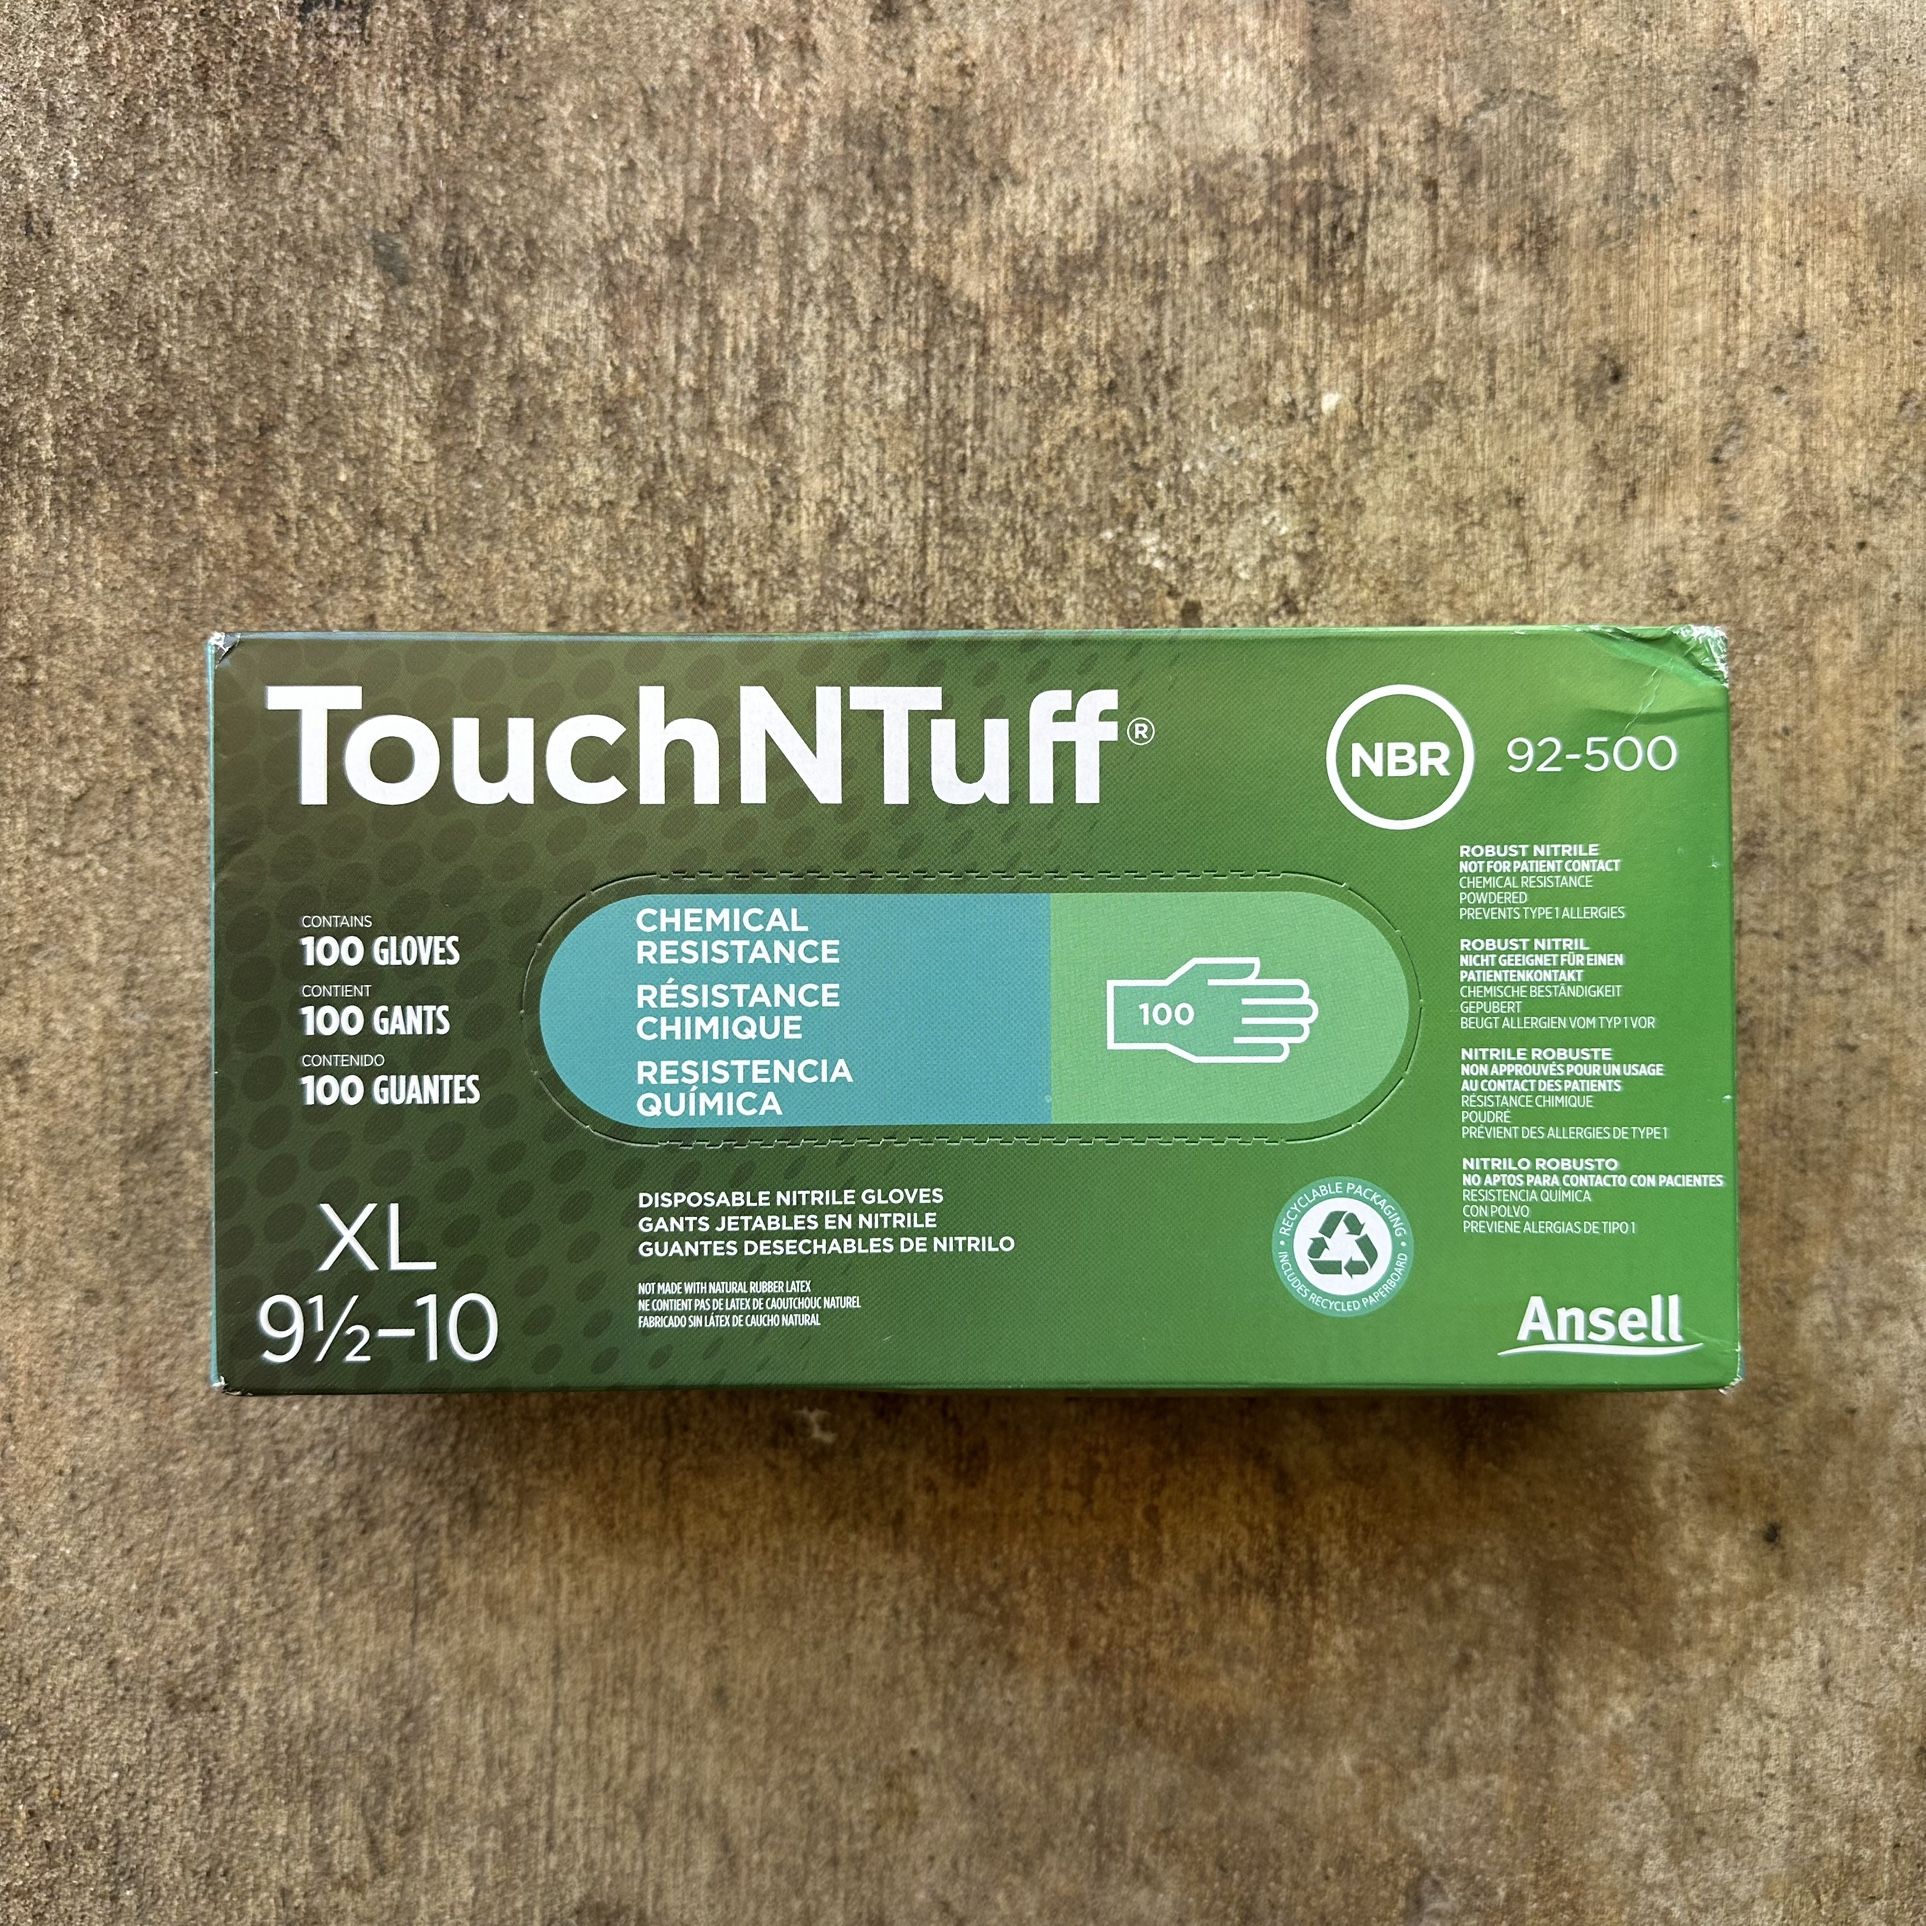 TouchNTuff®
NBR
92-500
CONTAINS
100 GLOVES
CONTIENT
100 GANTS
CONTENIDO
100 GUANTES
CHEMICAL
RESISTANCE
RÉSISTANCE
CHIMIQUE
RESISTENCIA
QUÍMICA
100
ROBUST NITRILE
NOT FOR PATIENT CONTACT
CHEMICAL RESISTANCE
POWDERED
PREVENTS TYPE 1 ALLERGIES
ROBUST NITRIL
NICHT GEEIGNET FÜR EINEN
PATIENTENKONTAKT
CHEMISCHE BESTÄNDIGKEIT
GEPUBERT
BEUGT ALLERGIEN VOM TYP 1 VOR
NITRILE ROBUSTE
NON APPROUVÉS POUR UN USAGE
AU CONTACT DES PATIENTS
RÉSISTANCE CHIMIQUE
POUDRÉ
PRÉVIENT DES ALLERGIES DE TYPE 1
NITRILO ROBUSTO
NO APTOS PARA CONTACTO CON PACIENTES
RESISTENCIA QUÍMICA
CON POLVO
PREVIENE ALERGIAS DE TIPO 1
XL
9½–10
DISPOSABLE NITRILE GLOVES
GANTS JETABLES EN NITRILE
GUANTES DESECHABLES DE NITRILO
NOT MADE WITH NATURAL RUBBER LATEX
NE CONTIENT PAS DE LATEX DE CAOUTCHOUC NATUREL
FABRICADO SIN LÁTEX DE CAUCHO NATURAL
• RECYCLABLE PACKAGING •
INCLUDES RECYCLED PAPERBOARD
Ansell